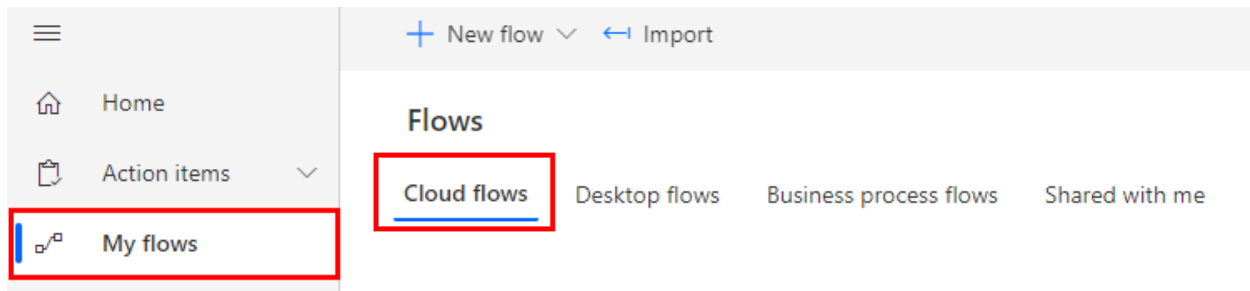 New flow Import
Home
Action items
My flows
Flows
Cloud flows Desktop flows Business process flows Shared with me